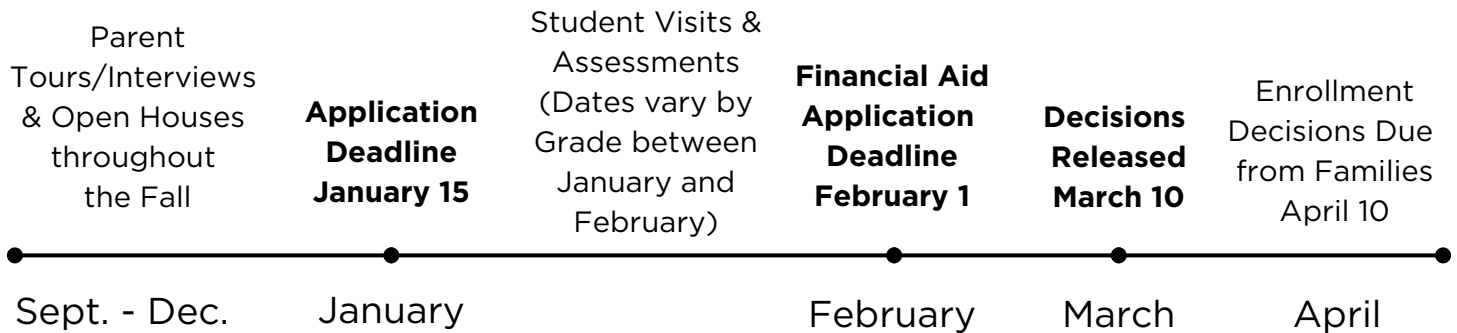 Parent
Tours/Interviews
& Open Houses
throughout
the Fall
Application
Deadline
January 15
Student Visits &
Assessments
(Dates vary by
Grade between
January and
February)
Financial Aid
Application
Deadline
February 1
Decisions
Released
March 10
Enrollment
Decisions Due
from Families
April 10
Sept. - Dec.
January
February
March
April